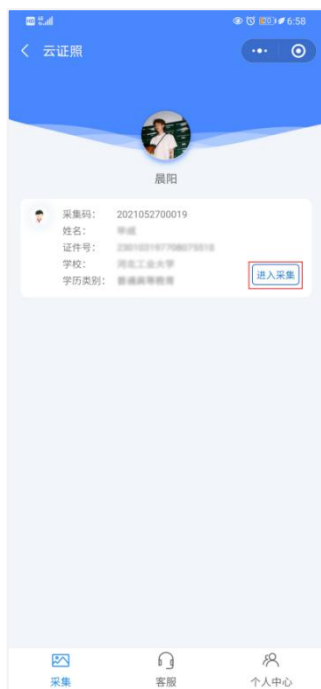 6:58
云证照
晨阳
采集码： 2021052700019
姓名：
证件号：
学校：
学历类别：
进入采集
采集
客服
个人中心